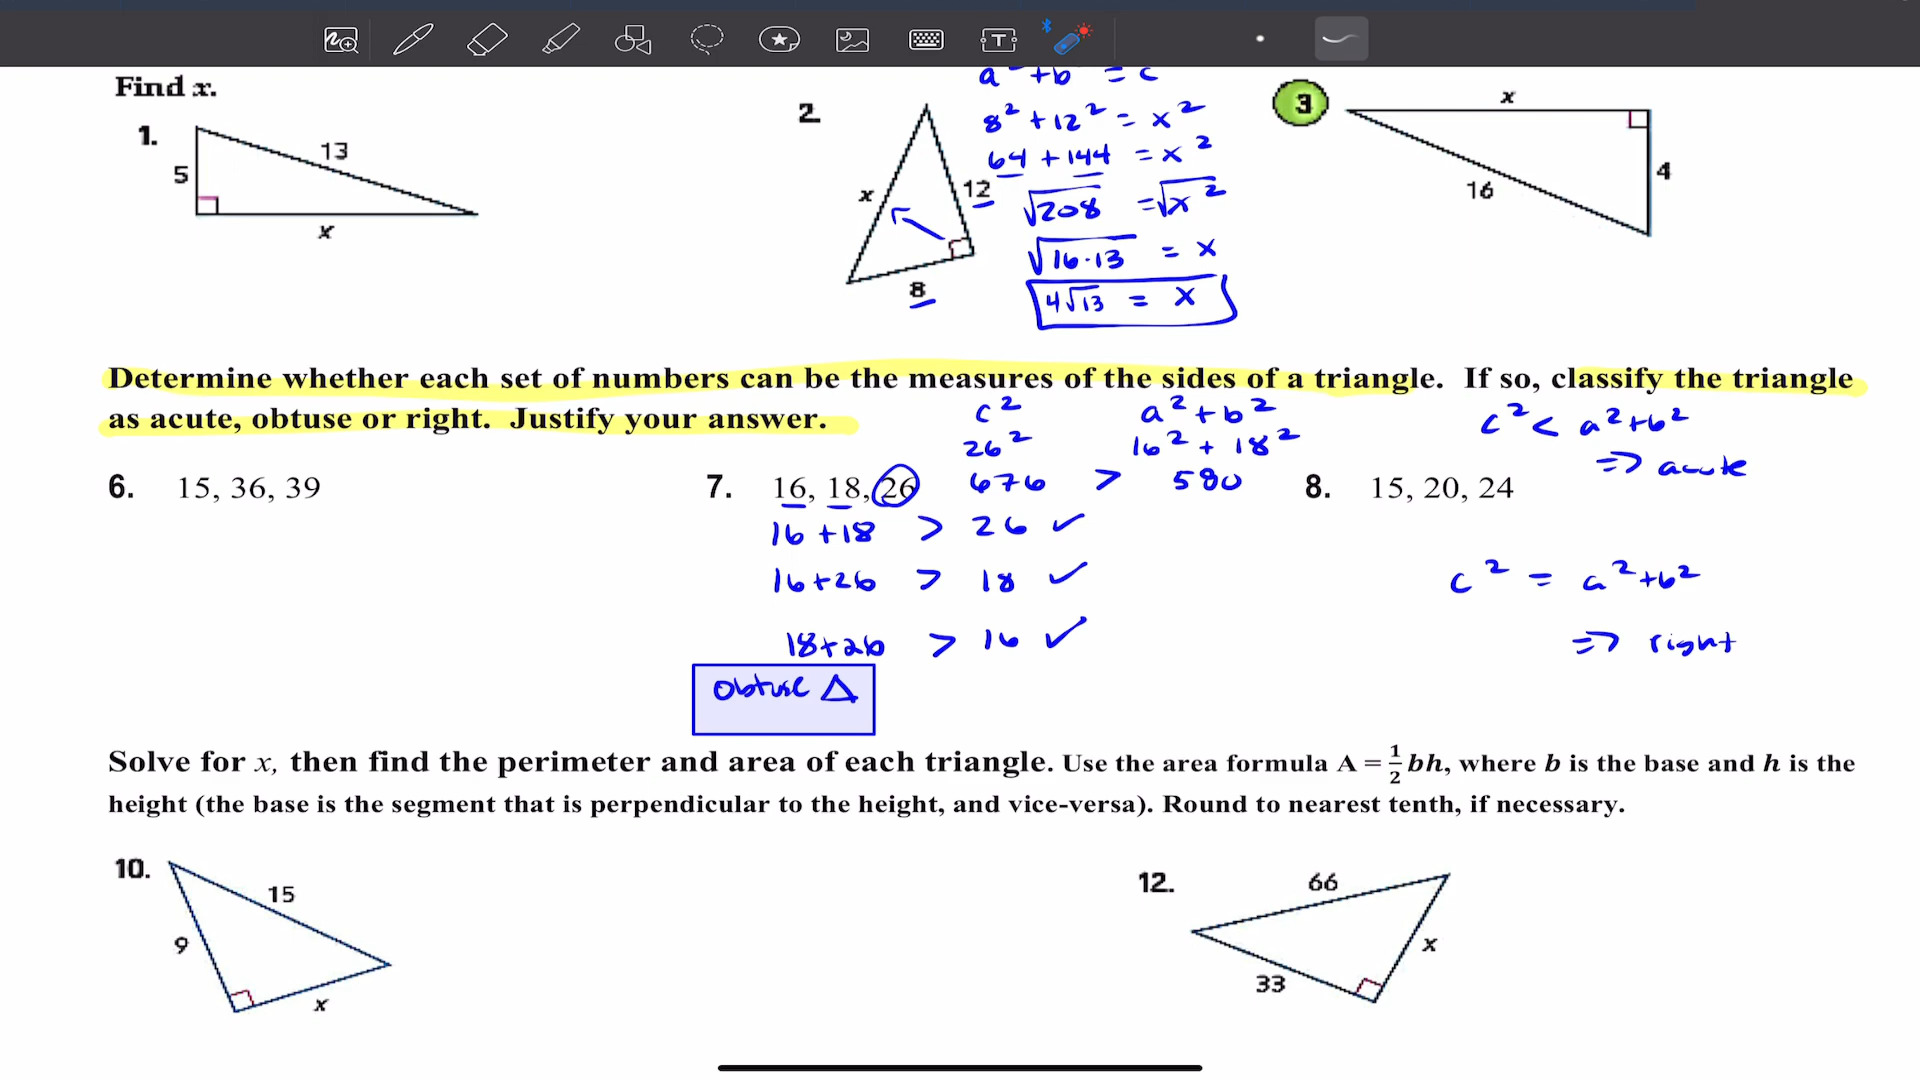 Find x.
1.
13
5
x
2
x
12
8
a² + b² = c
8² + 12² = x²
64 + 144 = x²
√208 = √x²
√16·13 = x
4√13 = x
3
x
4
16
Determine whether each set of numbers can be the measures of the sides of a triangle. If so, classify the triangle
as acute, obtuse or right. Justify your answer.
6. 15, 36, 39
7. 16, 18, 26
c² a² + b²
26² 16² + 18²
676 > 580
16 + 18 > 26 ✓
16 + 26 > 18 ✓
18 + 26 > 16 ✓
Obtuse Δ
8. 15, 20, 24
c² < a² + b²
=> acute
c² = a² + b²
=> right
Solve for x, then find the perimeter and area of each triangle. Use the area formula A = ½ bh, where b is the base and h is the
height (the base is the segment that is perpendicular to the height, and vice-versa). Round to nearest tenth, if necessary.
10.
15
9
x
12.
66
x
33